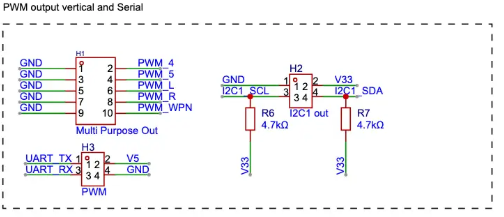 PWM output vertical and Serial
H1
GND 1 2 PWM_4
GND 3 4 PWM_5
GND 5 6 PWM_L
GND 7 8 PWM_R
GND 9 10 PWM_WPN
Multi Purpose Out
H2
GND 1 2 V33
I2C1_SCL 3 4 I2C1_SDA
I2C1 out
R6
4.7kΩ
R7
4.7kΩ
V33
V33
H3
UART_TX 1 2 V5
UART_RX 3 4 GND
PWM